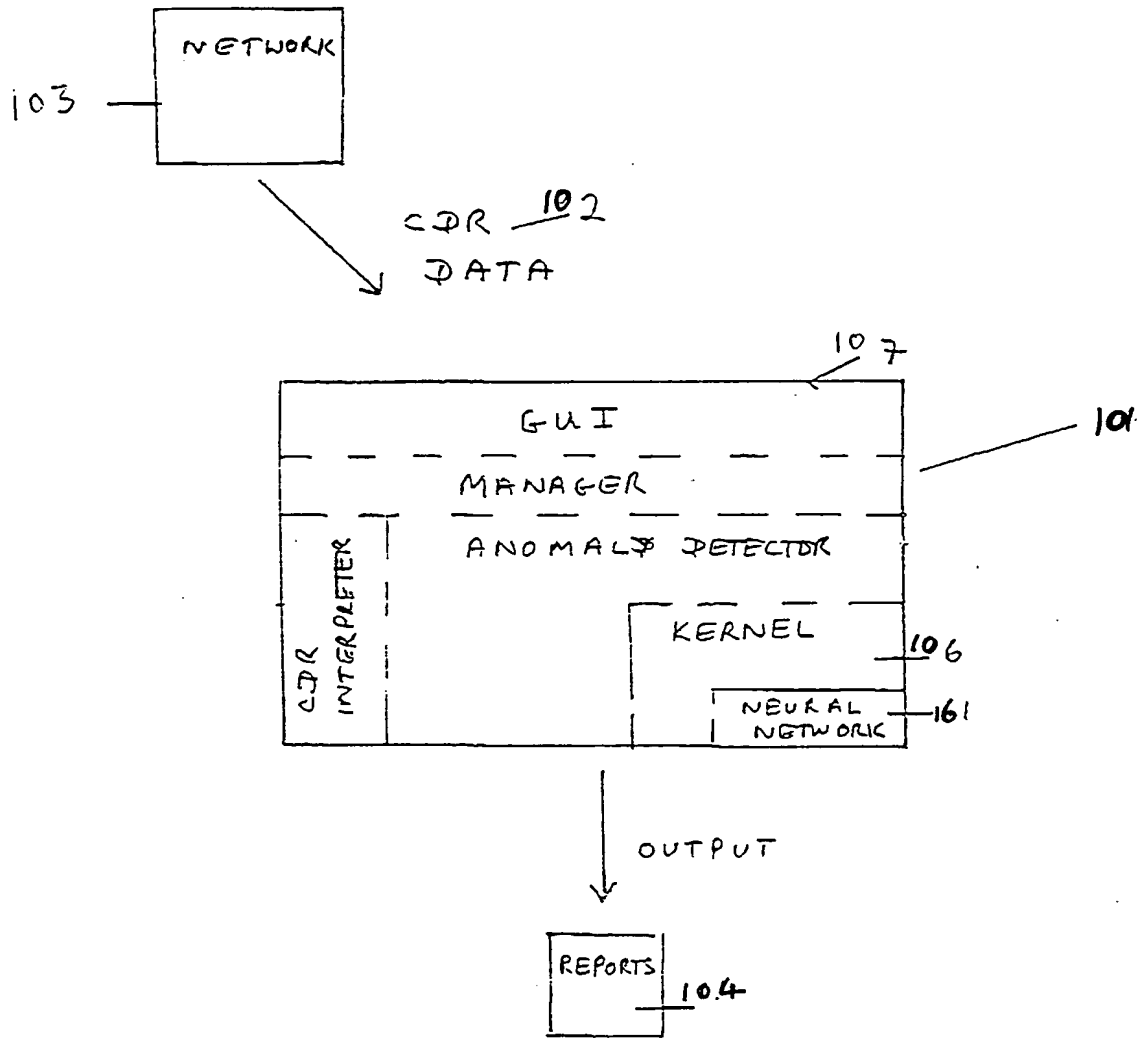 NETWORK
103
CDR 102
DATA
107
GUI
101
MANAGER
ANOMALY DETECTOR
CDR
INTERPRETER
KERNEL
106
NEURAL
NETWORK
161
OUTPUT
REPORTS
104